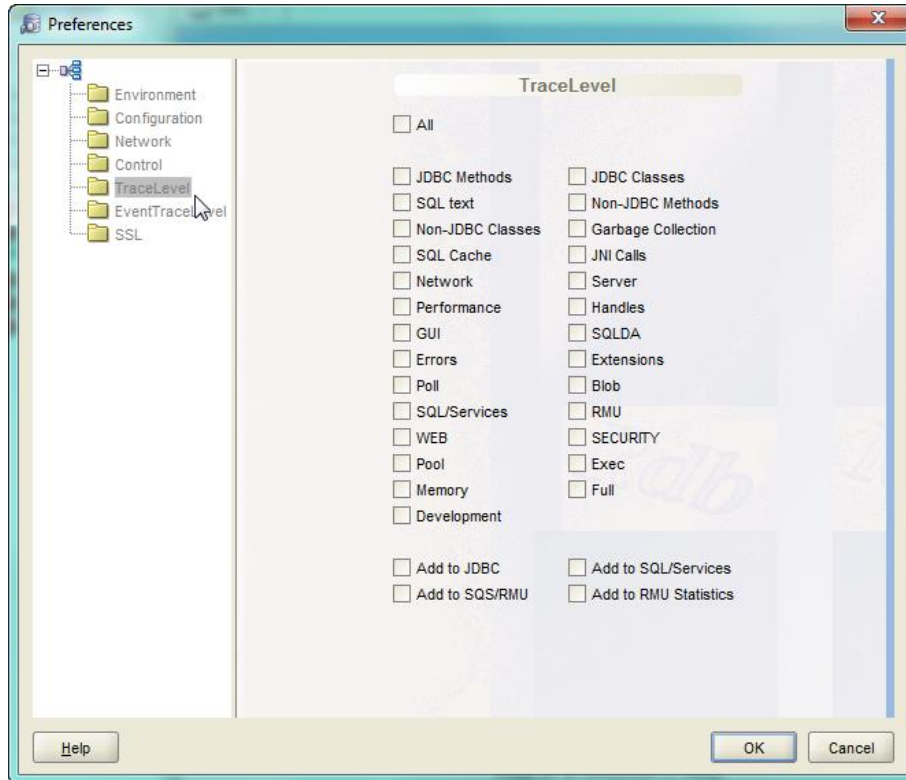 Preferences
Environment
Configuration
Network
Control
TraceLevel
EventTraceLevel
SSL
TraceLevel
All
JDBC Methods JDBC Classes
SQL text Non-JDBC Methods
Non-JDBC Classes Garbage Collection
SQL Cache JNI Calls
Network Server
Performance Handles
GUI SQLDA
Errors Extensions
Poll Blob
SQL/Services RMU
WEB SECURITY
Pool Exec
Memory Full
Development
Add to JDBC Add to SQL/Services
Add to SQS/RMU Add to RMU Statistics
Help OK Cancel